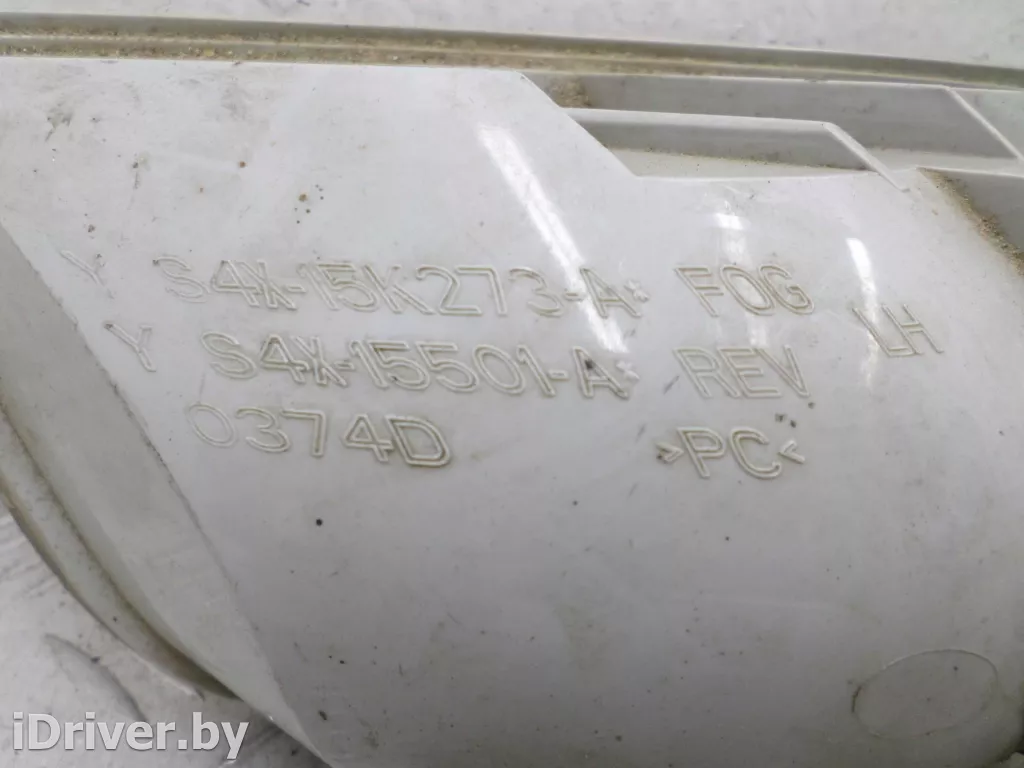 Y S4X-15K273-A* FOG
Y S4X-15501-A* REV LH
0374D >PC<
iDriver.by